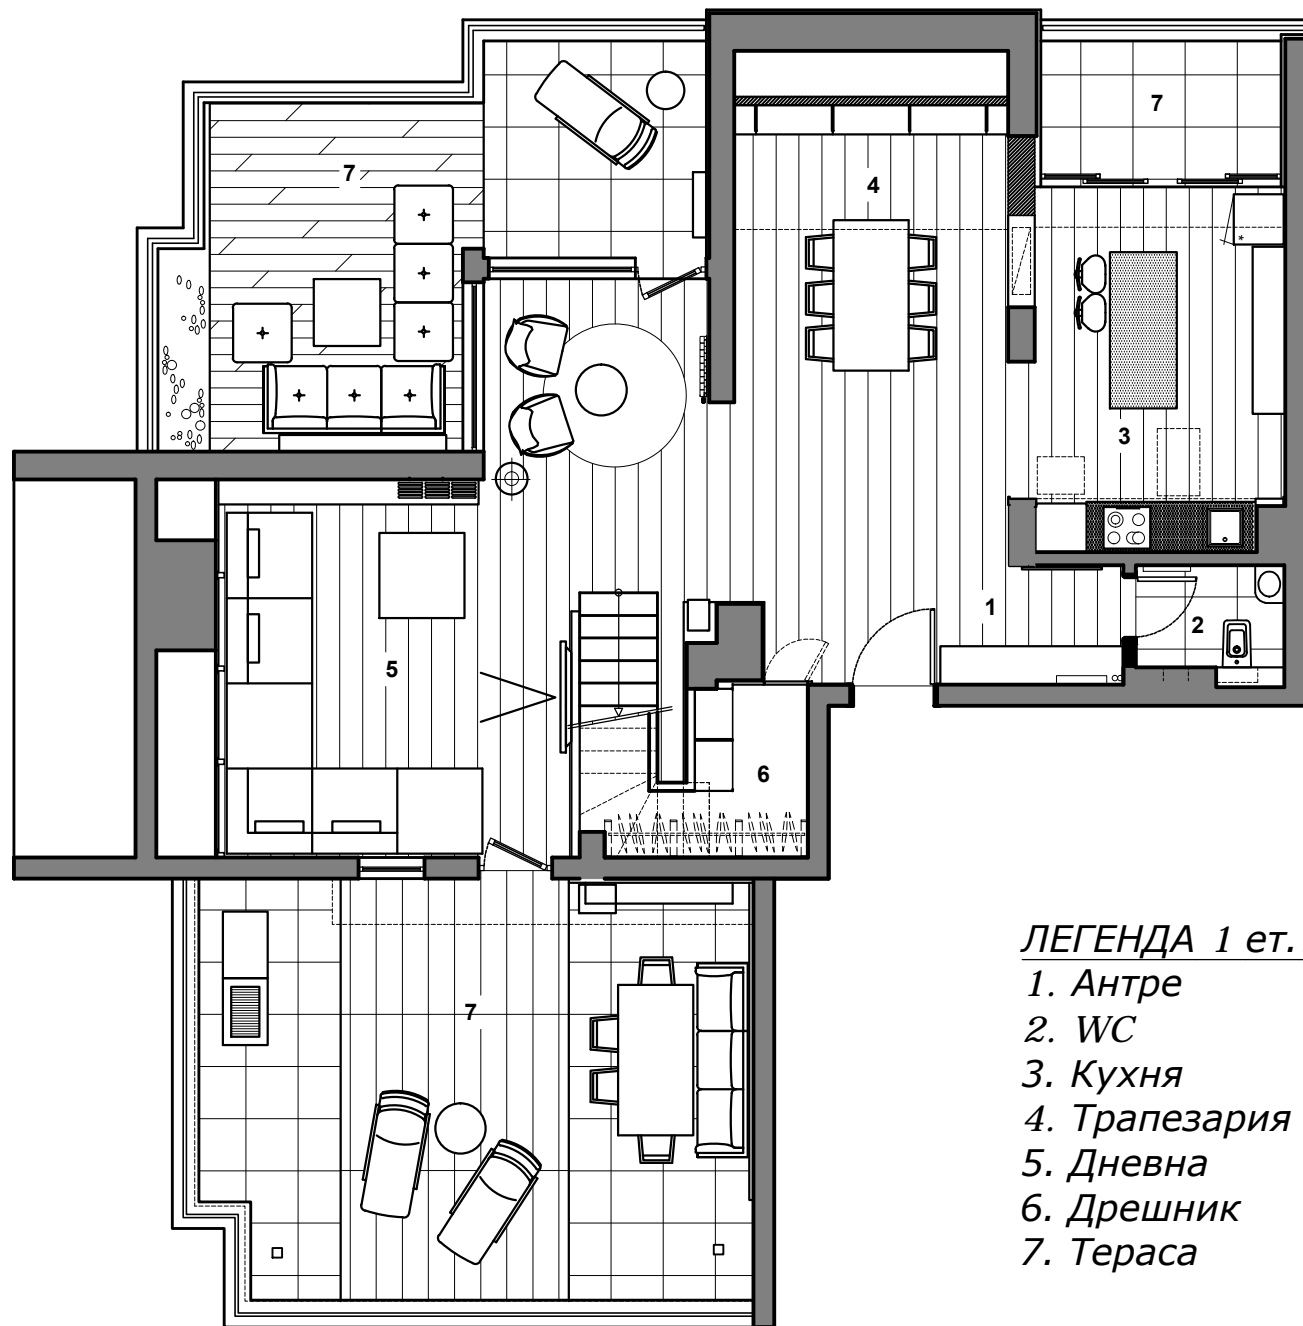 7
7
4
3
1
2
5
6
7
ЛЕГЕНДА 1 ет.
1. Антре
2. WC
3. Кухня
4. Трапезария
5. Дневна
6. Дрешник
7. Тераса